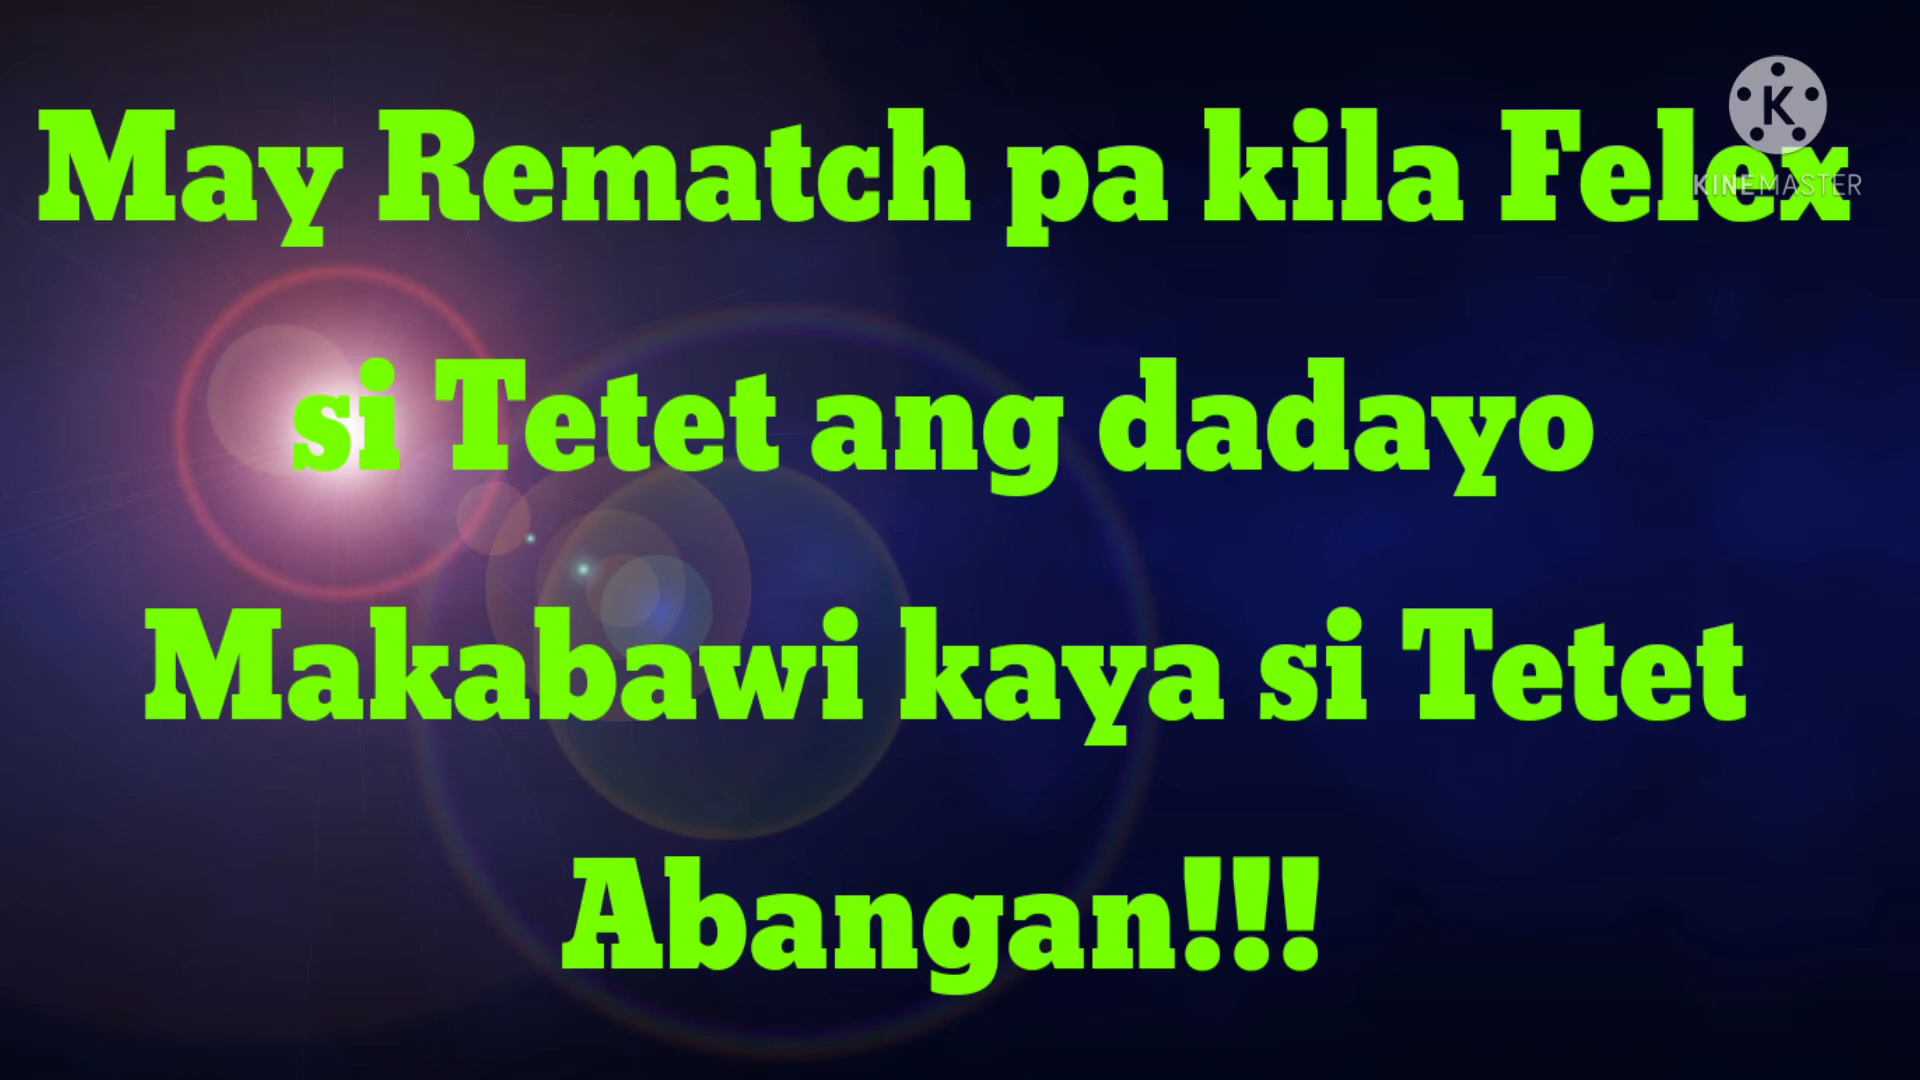 May Rematch pa kila Felex
KINEMASTER
si Tetet ang dadayo
Makabawi kaya si Tetet
Abangan!!!